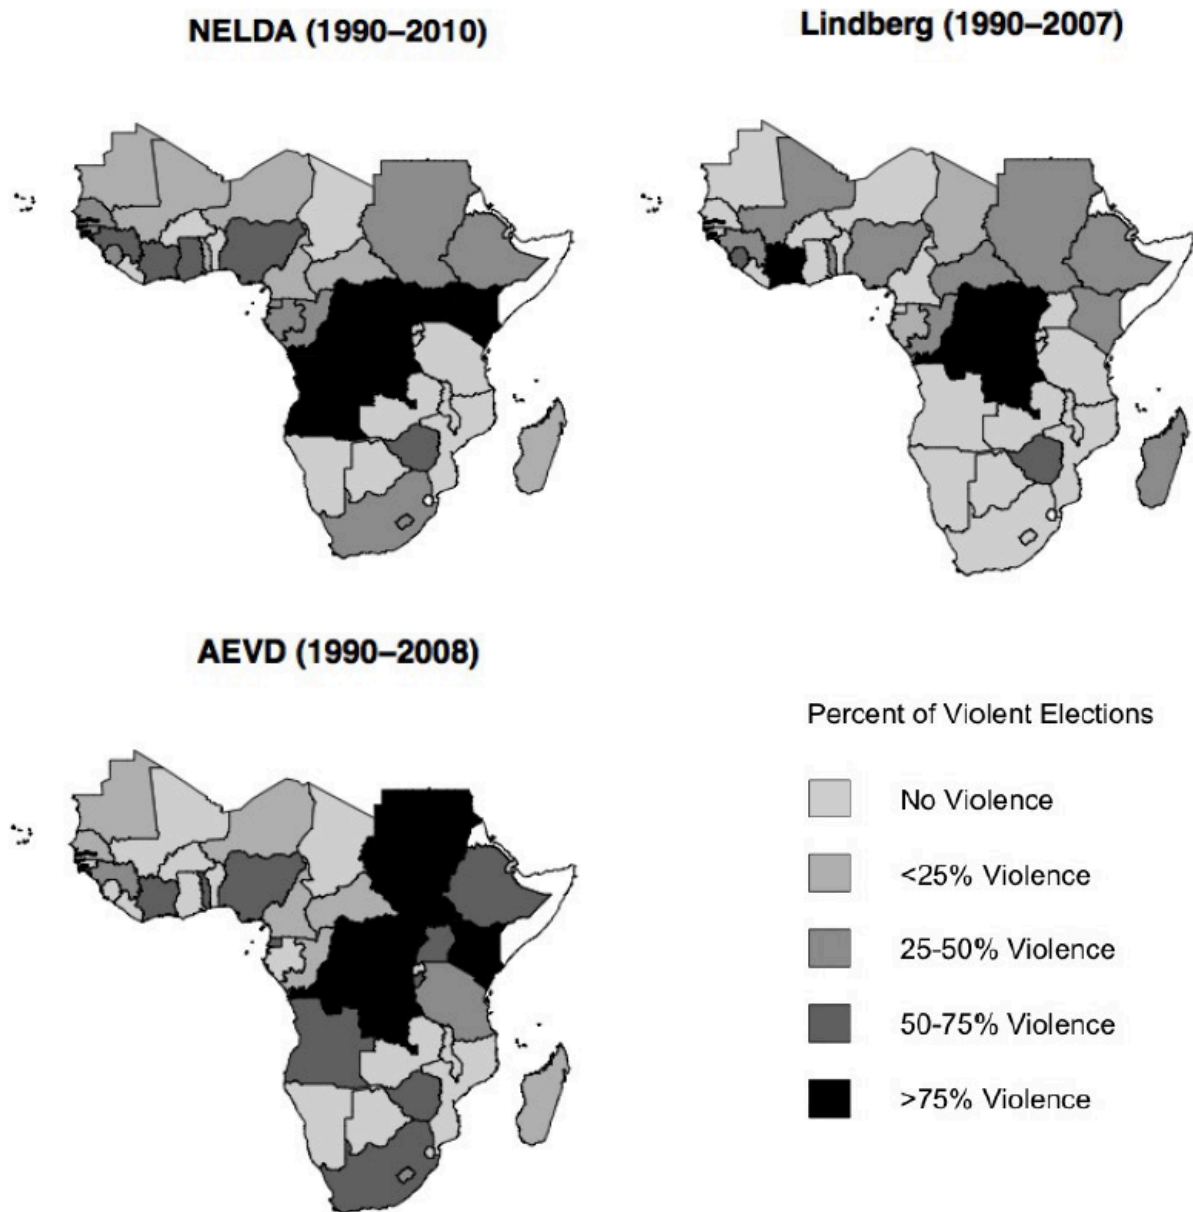 NELDA (1990–2010)
Lindberg (1990–2007)
AEVD (1990–2008)
Percent of Violent Elections
No Violence
<25% Violence
25-50% Violence
50-75% Violence
>75% Violence